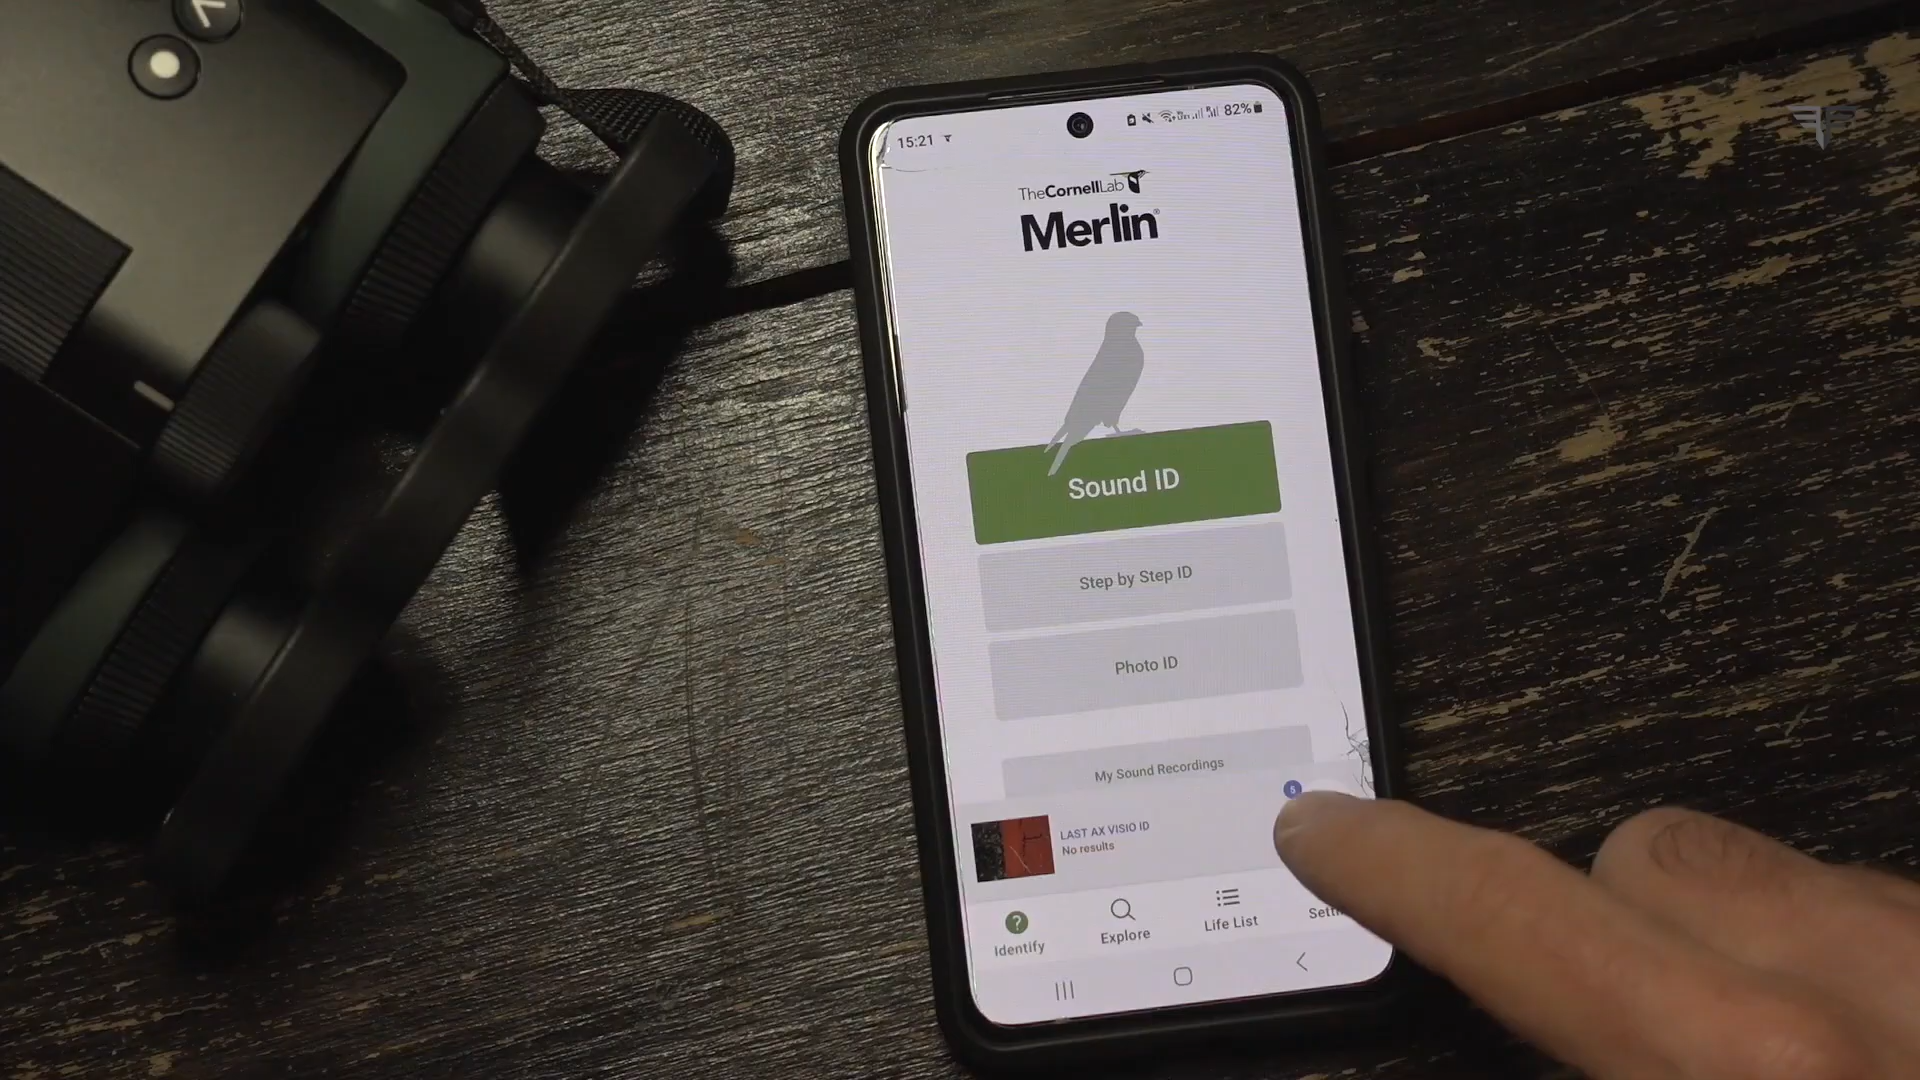 15:21
82%
TheCornellLab
Merlin
Sound ID
Step by Step ID
Photo ID
My Sound Recordings
5
LAST AX VISIO ID
No results
Identify
Explore
Life List